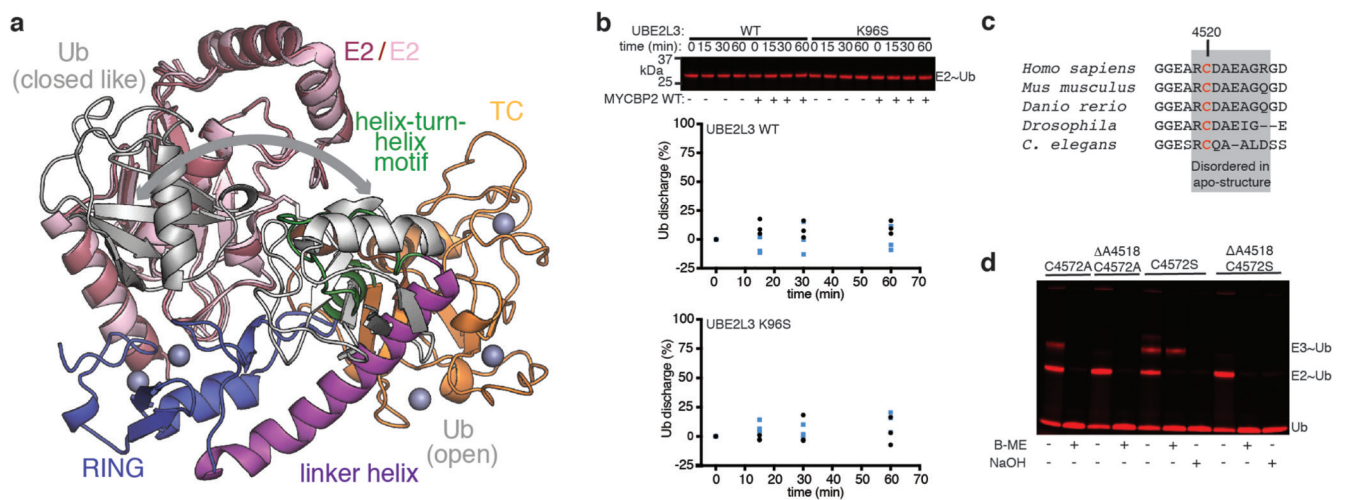 a
Ub
(closed like)
E2 / E2
TC
helix-turn-
helix
motif
RING
linker helix
Ub
(open)
b
UBE2L3: WT K96S
time (min): 0 15 30 60 0 15 30 60 0 15 30 60 0 15 30 60
37
kDa
25
E2~Ub
MYCBP2 WT: - - - - + + + + - - - - + + + +
UBE2L3 WT
Ub discharge (%)
100
75
50
25
0
-25
0 10 20 30 40 50 60 70
time (min)
UBE2L3 K96S
Ub discharge (%)
100
75
50
25
0
-25
0 10 20 30 40 50 60 70
time (min)
c
4520
Homo sapiens GGEARCDAEAGRGD
Mus musculus GGEARCDAEAGQGD
Danio rerio GGEARCDAEAGQGD
Drosophila GGEARCDAEIG--E
C. elegans GGESRCQA-ALDSS
Disordered in
apo-structure
d
C4572A ΔA4518 C4572A C4572S ΔA4518 C4572S
E3~Ub
E2~Ub
Ub
B-ME - + - + - + - - + -
NaOH - - - - - - + - - +